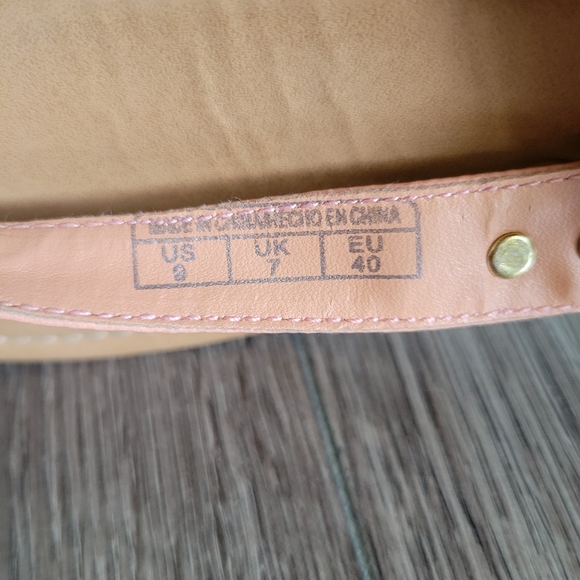 MADE IN CHINA/HECHO EN CHINA
US UK EU
9 7 40